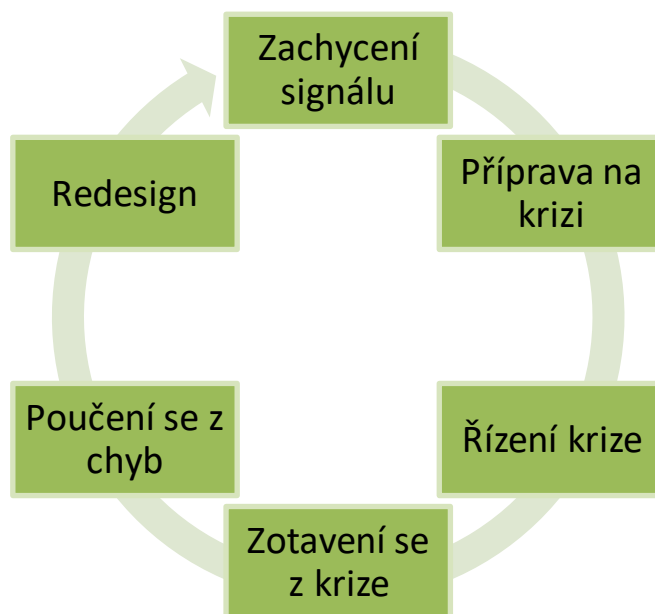 Zachycení
signálu
Příprava na
krizi
Řízení krize
Zotavení se
z krize
Poučení se z
chyb
Redesign